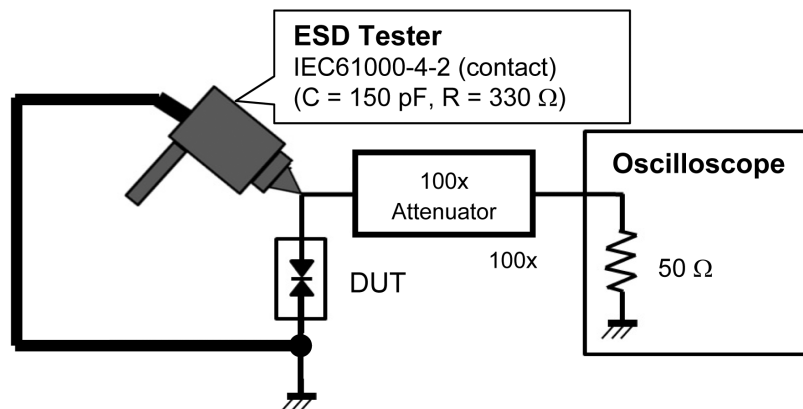 ESD Tester
IEC61000-4-2 (contact)
(C = 150 pF, R = 330 Ω)
Oscilloscope
100x
Attenuator
100x
50 Ω
DUT